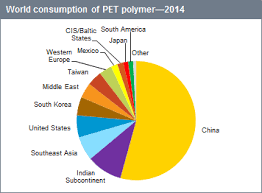 World consumption of PET polymer—2014
South America
CIS/Baltic
States
Japan
Mexico
Other
Western
Europe
Taiwan
Middle East
South Korea
China
United States
Southeast Asia
Indian
Subcontinent